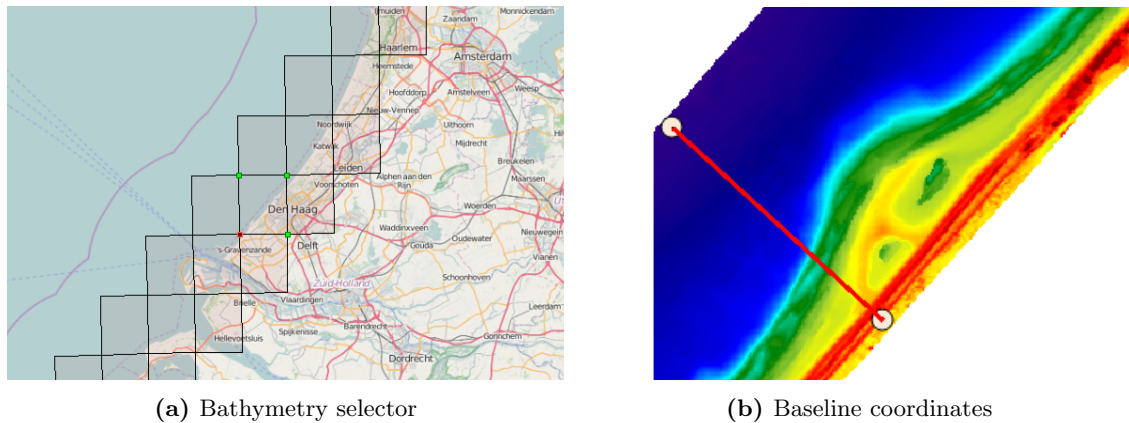 IJmuiden
Zaandam
Monnickendam
Haarlem
Heemstede
Amsterdam
Hoofddorp
Weesp
Amstelveen
Nieuw-Vennep
Noordwijk
Uithoorn
Katwijk
Mijdrecht
Hil
Leiden
Breukelen
Voorschoten
Alphen aan den
Rijn
Maarssen
Den Haag
Woerden
Ut
Waddinxveen
Nieuwegein
's-Gravenzande
Delft
Gouda
Oudewater
Vianen
Zuid-Holland
Schoonhoven
Brielle
Vlaardingen
Leerdam
Hellevoetsluis
Spijkenisse
Barendrecht
Gorinchem
Dordrecht
(a) Bathymetry selector
(b) Baseline coordinates